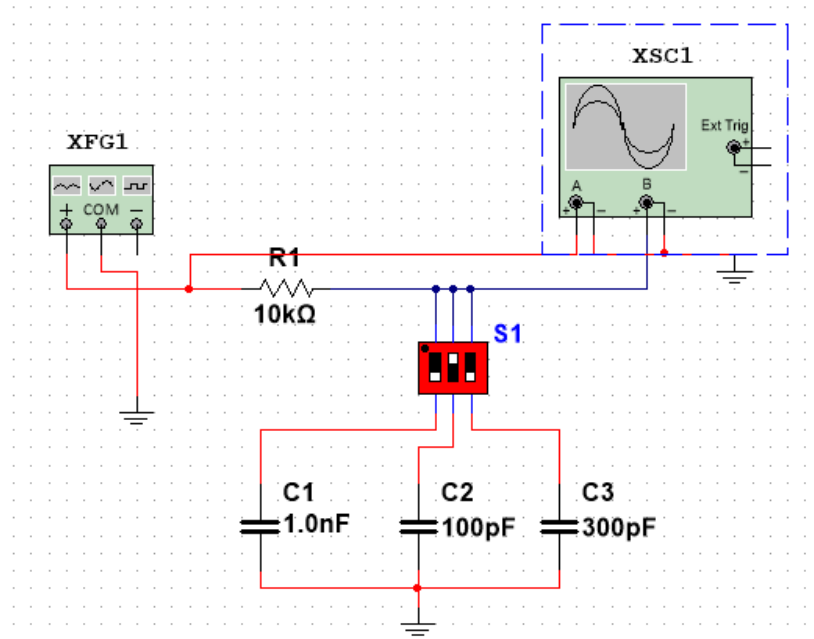 XSC1
Ext Trig
+
−
A
B
+ − + −
XFG1
+ COM −
R1
10kΩ
S1
C1
1.0nF
C2
100pF
C3
300pF